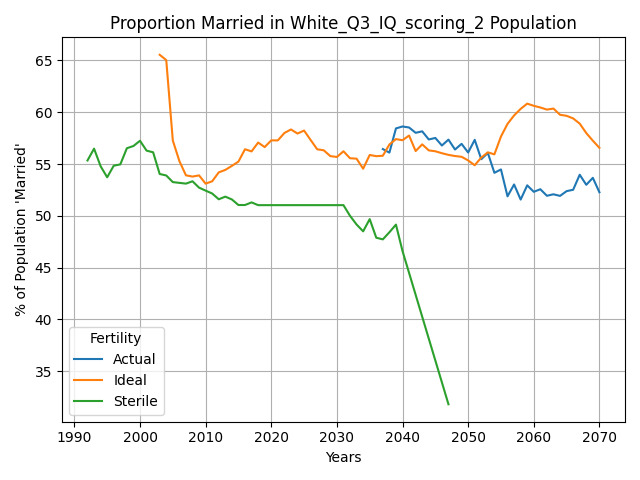 Proportion Married in White_Q3_IQ_scoring_2 Population
% of Population 'Married'
65
60
55
50
45
40
35
Fertility
Actual
Ideal
Sterile
1990 2000 2010 2020 2030 2040 2050 2060 2070
Years